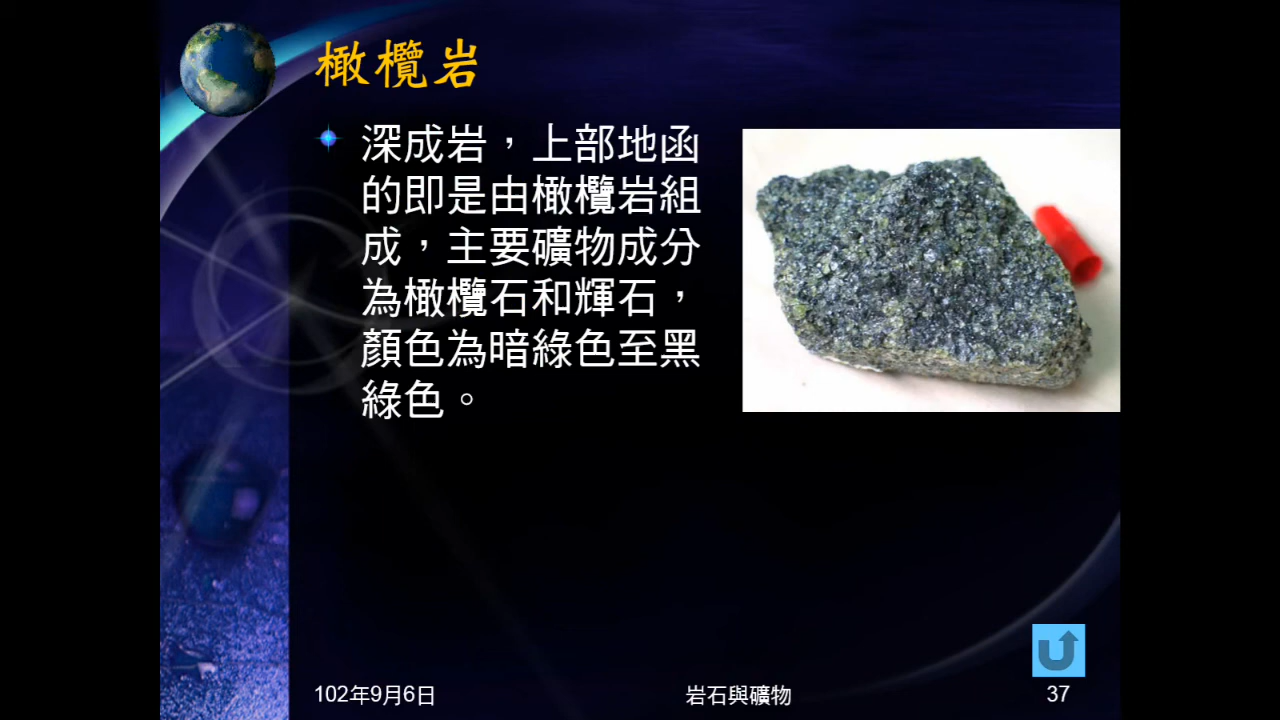 橄欖岩
深成岩，上部地函
的即是由橄欖岩組
成，主要礦物成分
為橄欖石和輝石，
顏色為暗綠色至黑
綠色。
102年9月6日
岩石與礦物
37